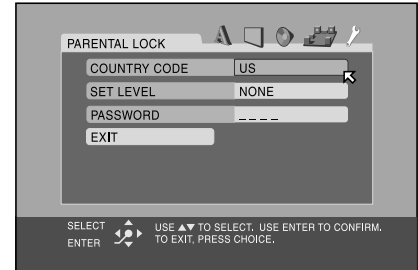 PARENTAL LOCK
COUNTRY CODE US
SET LEVEL NONE
PASSWORD _ _ _ _
EXIT
SELECT USE ▲▼ TO SELECT. USE ENTER TO CONFIRM.
ENTER TO EXIT, PRESS CHOICE.